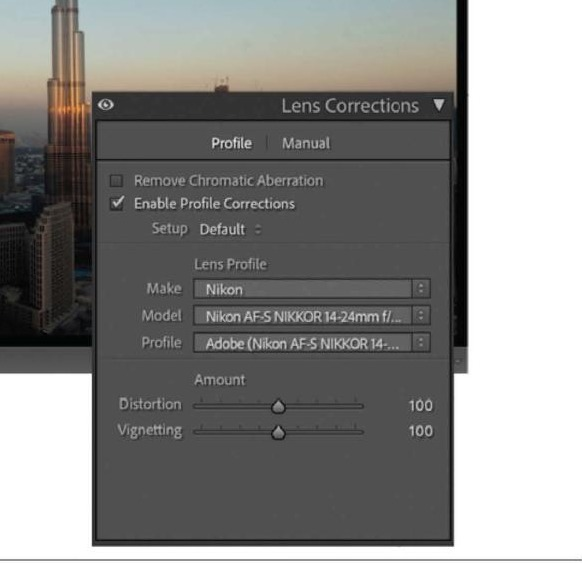 Lens Corrections
Profile | Manual
Remove Chromatic Aberration
Enable Profile Corrections
Setup Default
Lens Profile
Make Nikon
Model Nikon AF-S NIKKOR 14-24mm f/...
Profile Adobe (Nikon AF-S NIKKOR 14-...
Amount
Distortion 100
Vignetting 100